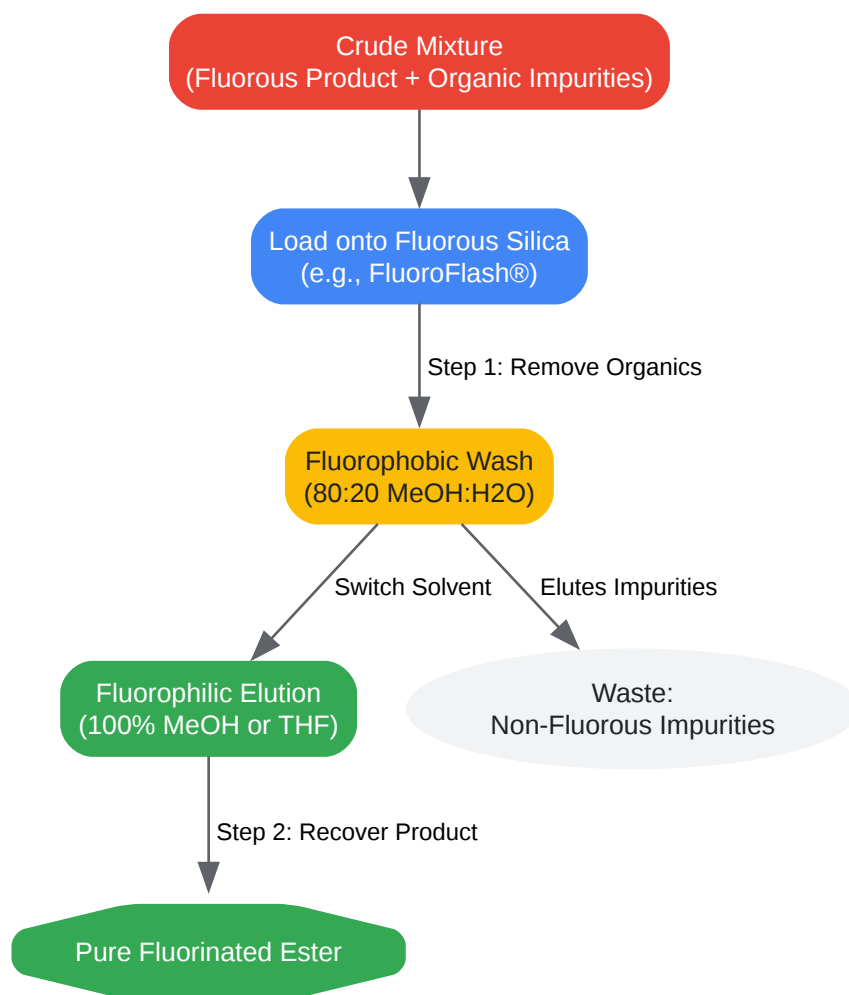 Crude Mixture
(Fluorous Product + Organic Impurities)
Load onto Fluorous Silica
(e.g., FluoroFlash®)
Step 1: Remove Organics
Fluorophobic Wash
(80:20 MeOH:H2O)
Switch Solvent
Elutes Impurities
Fluorophilic Elution
(100% MeOH or THF)
Waste:
Non-Fluorous Impurities
Step 2: Recover Product
Pure Fluorinated Ester